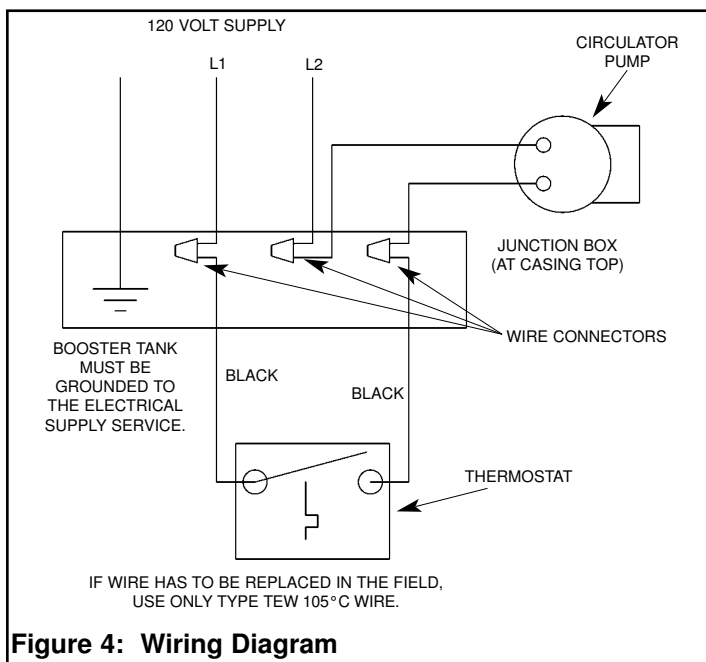 120 VOLT SUPPLY
L1
L2
CIRCULATOR
PUMP
JUNCTION BOX
(AT CASING TOP)
WIRE CONNECTORS
BOOSTER TANK
MUST BE
GROUNDED TO
THE ELECTRICAL
SUPPLY SERVICE.
BLACK
BLACK
THERMOSTAT
IF WIRE HAS TO BE REPLACED IN THE FIELD,
USE ONLY TYPE TEW 105°C WIRE.
Figure 4: Wiring Diagram